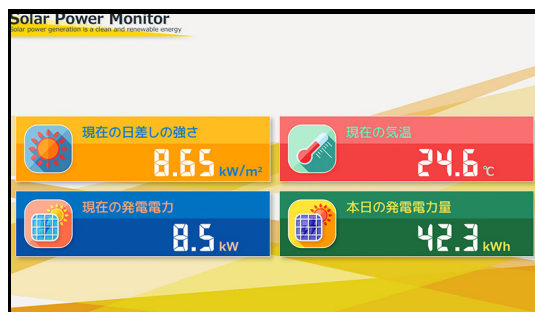 Solar Power Monitor
Solar power generation is a clean and renewable energy
現在の日差しの強さ
8.65 kW/m²
現在の気温
24.6 ℃
現在の発電電力
8.5 kW
本日の発電電力量
42.3 kWh